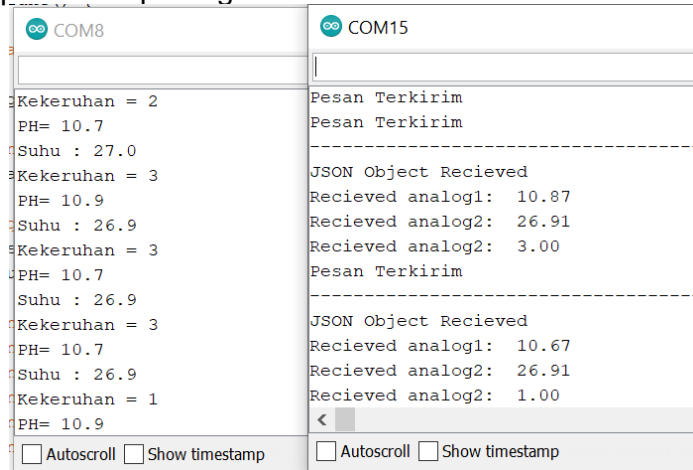 COM8
Kekeruhan = 2
PH= 10.7
Suhu : 27.0
Kekeruhan = 3
PH= 10.9
Suhu : 26.9
Kekeruhan = 3
PH= 10.7
Suhu : 26.9
Kekeruhan = 3
PH= 10.7
Suhu : 26.9
Kekeruhan = 1
PH= 10.9
Autoscroll Show timestamp
COM15
Pesan Terkirim
Pesan Terkirim
----------------------------------------
JSON Object Recieved
Recieved analog1: 10.87
Recieved analog2: 26.91
Recieved analog2: 3.00
Pesan Terkirim
----------------------------------------
JSON Object Recieved
Recieved analog1: 10.67
Recieved analog2: 26.91
Recieved analog2: 1.00
Autoscroll Show timestamp